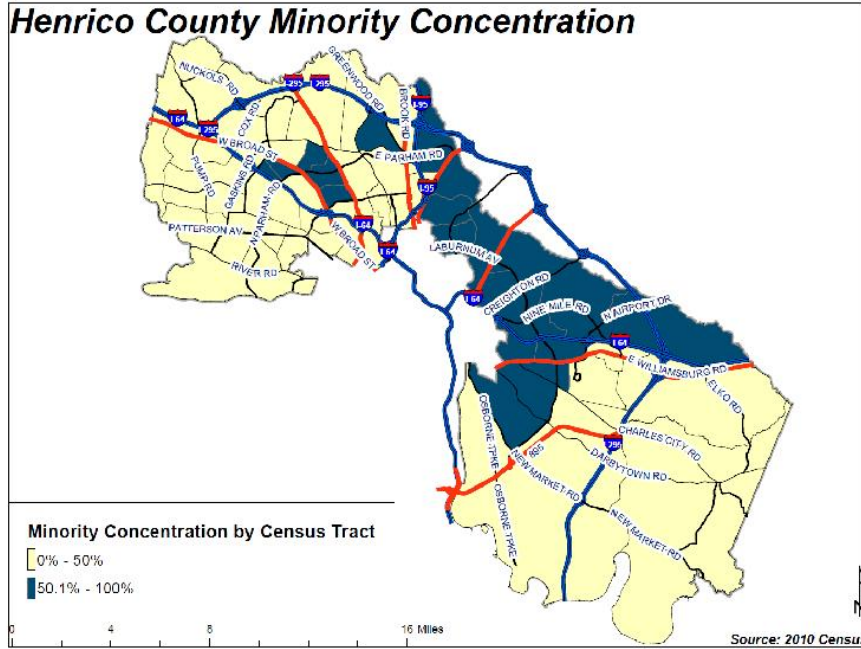 Henrico County Minority Concentration
NUCKOLS RD
I-295
I-295
GREENWOOD RD
BROOK RD
I-95
I-64
I-295
COX RD
W BROAD ST
E PARHAM RD
PUMP RD
GASKINS RD
N PARHAM RD
I-95
PATTERSON AV
I-64
W BROAD ST
I-64
LABURNUM AV
RIVER RD
I-64
CREIGHTON RD
NINE MILE RD
N AIRPORT DR
I-64
E WILLIAMSBURG RD
ELKO RD
OSBORNE TPKE
CHARLES CITY RD
I-295
895
DARBYTOWN RD
NEW MARKET RD
OSBORNE TPKE
NEW MARKET RD
Minority Concentration by Census Tract
0% - 50%
50.1% - 100%
0 4 8 16 Miles
N
Source: 2010 Census